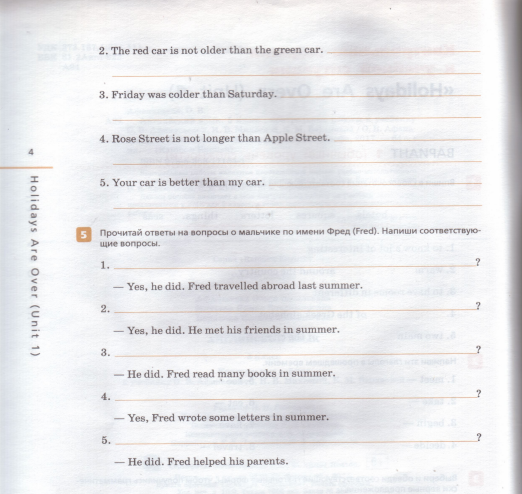 2. The red car is not older than the green car.
3. Friday was colder than Saturday.
4. Rose Street is not longer than Apple Street.
5. Your car is better than my car.
4
Holidays Are Over (Unit 1)
5 Прочитай ответы на вопросы о мальчике по имени Фред (Fred). Напиши соответствую-
щие вопросы.
1. ?
— Yes, he did. Fred travelled abroad last summer.
2. ?
— Yes, he did. He met his friends in summer.
3. ?
— He did. Fred read many books in summer.
4. ?
— Yes, Fred wrote some letters in summer.
5. ?
— He did. Fred helped his parents.